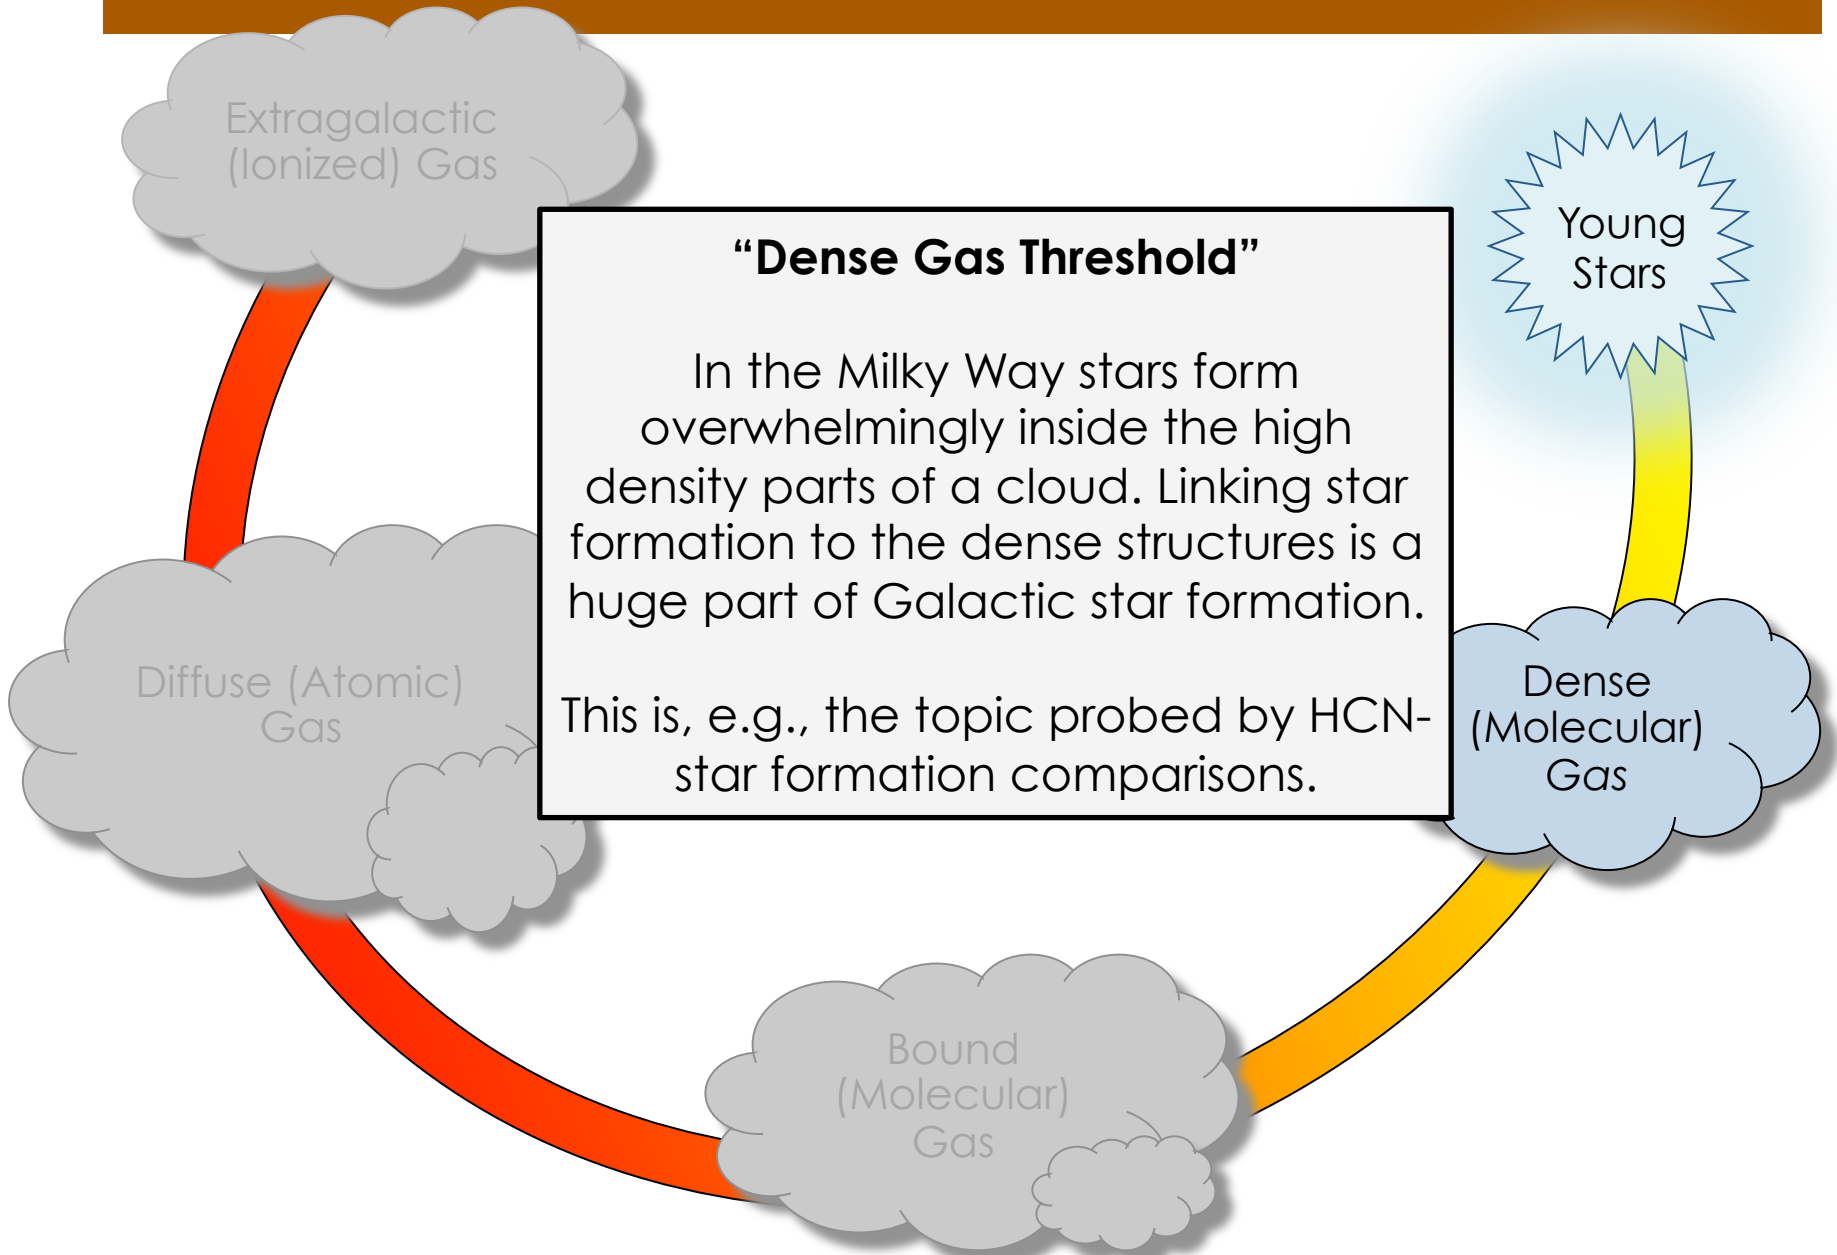 Extragalactic
(Ionized) Gas
Young
Stars
“Dense Gas Threshold”
In the Milky Way stars form
overwhelmingly inside the high
density parts of a cloud. Linking star
formation to the dense structures is a
huge part of Galactic star formation.
This is, e.g., the topic probed by HCN-
star formation comparisons.
Diffuse (Atomic)
Gas
Dense
(Molecular)
Gas
Bound
(Molecular)
Gas